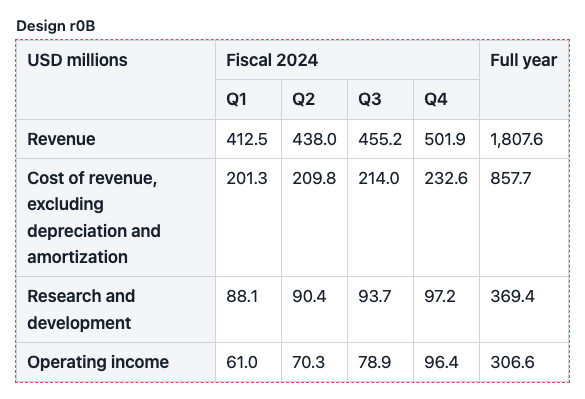 Design r0B
USD millions Fiscal 2024 Full year
Q1 Q2 Q3 Q4
Revenue 412.5 438.0 455.2 501.9 1,807.6
Cost of revenue, 201.3 209.8 214.0 232.6 857.7
excluding
depreciation and
amortization
Research and 88.1 90.4 93.7 97.2 369.4
development
Operating income 61.0 70.3 78.9 96.4 306.6